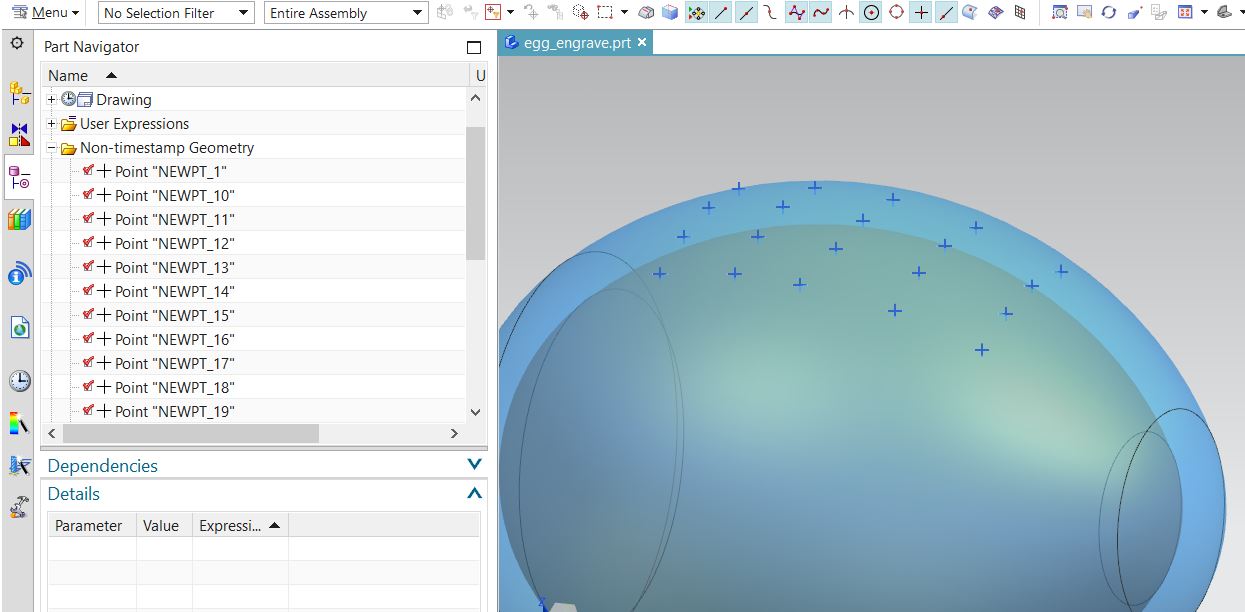 Menu
No Selection Filter
Entire Assembly
Part Navigator
egg_engrave.prt
Name
U
Drawing
User Expressions
Non-timestamp Geometry
Point "NEWPT_1"
Point "NEWPT_10"
Point "NEWPT_11"
Point "NEWPT_12"
Point "NEWPT_13"
Point "NEWPT_14"
Point "NEWPT_15"
Point "NEWPT_16"
Point "NEWPT_17"
Point "NEWPT_18"
Point "NEWPT_19"
Dependencies
Details
Parameter Value Expressi...
Z